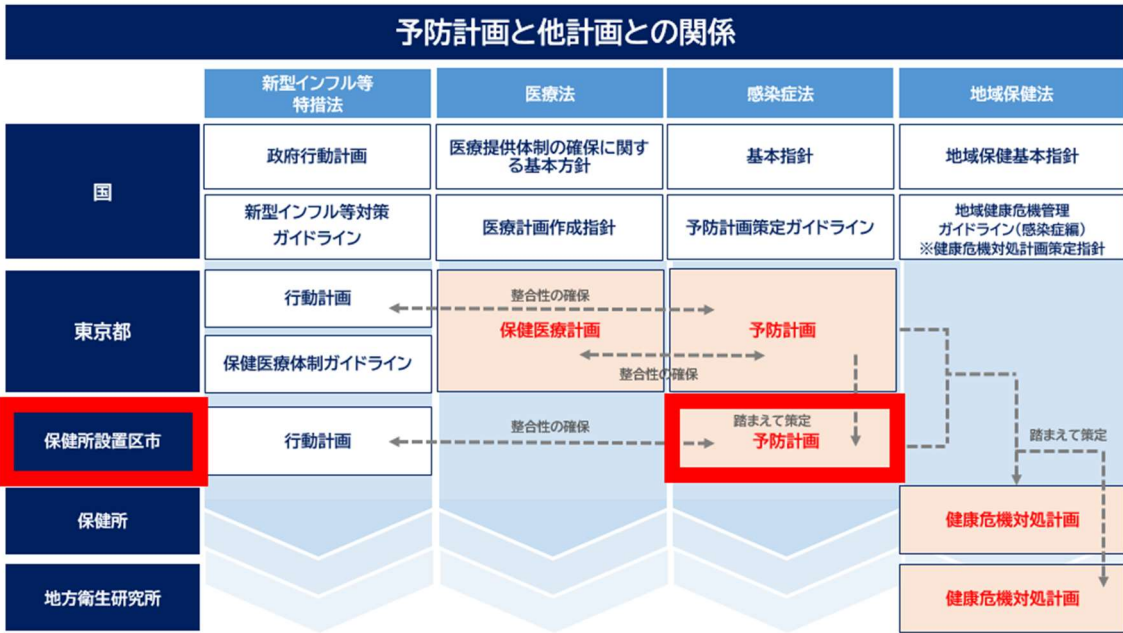 予防計画と他計画との関係
新型インフル等
特措法
医療法
感染症法
地域保健法
国
政府行動計画
医療提供体制の確保に関す
る基本方針
基本指針
地域保健基本指針
新型インフル等対策
ガイドライン
医療計画作成指針
予防計画策定ガイドライン
地域健康危機管理
ガイドライン(感染症編)
※健康危機対処計画策定指針
東京都
行動計画
整合性の確保
保健医療計画
予防計画
保健医療体制ガイドライン
整合性の確保
保健所設置区市
行動計画
整合性の確保
踏まえて策定
予防計画
踏まえて策定
保健所
健康危機対処計画
地方衛生研究所
健康危機対処計画